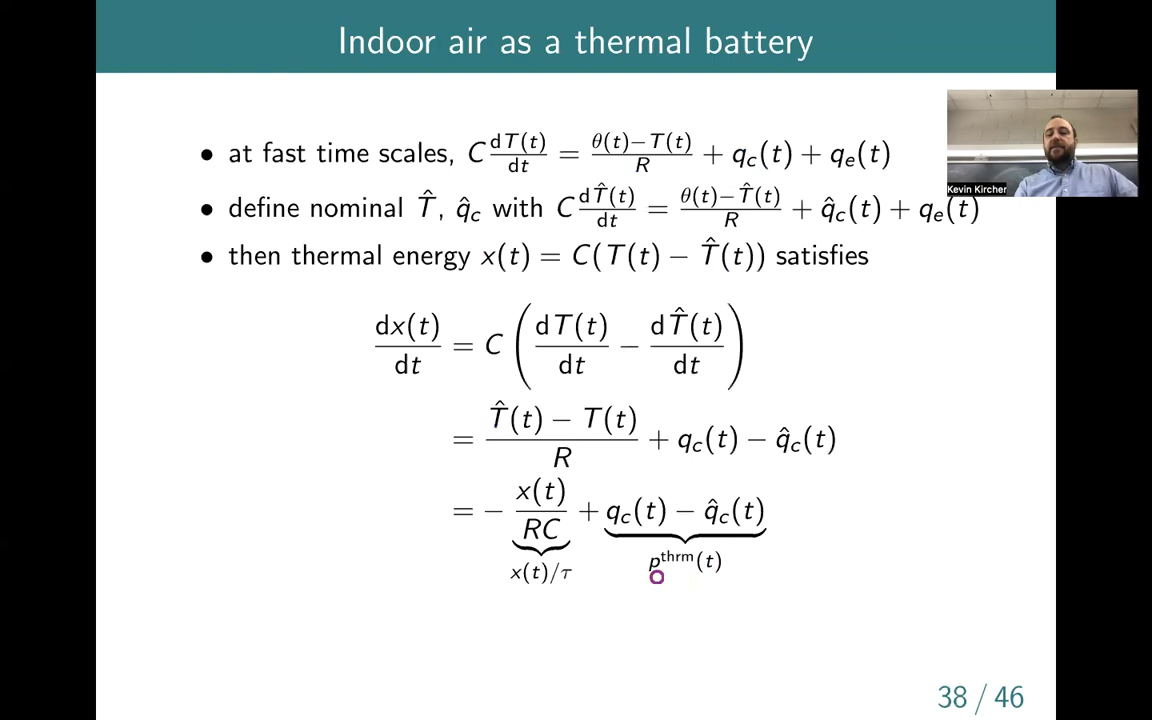 Indoor air as a thermal battery
• at fast time scales, C dT(t)/dt = (θ(t)−T(t))/R + q_c(t) + q_e(t)
Kevin Kircher
• define nominal T̂, q̂_c with C dT̂(t)/dt = (θ(t)−T̂(t))/R + q̂_c(t) + q_e(t)
• then thermal energy x(t) = C(T(t) − T̂(t)) satisfies
dx(t)/dt = C (dT(t)/dt − dT̂(t)/dt)
= (T̂(t) − T(t))/R + q_c(t) − q̂_c(t)
= − x(t)/RC + q_c(t) − q̂_c(t)
x(t)/τ p^thrm(t)
38 / 46